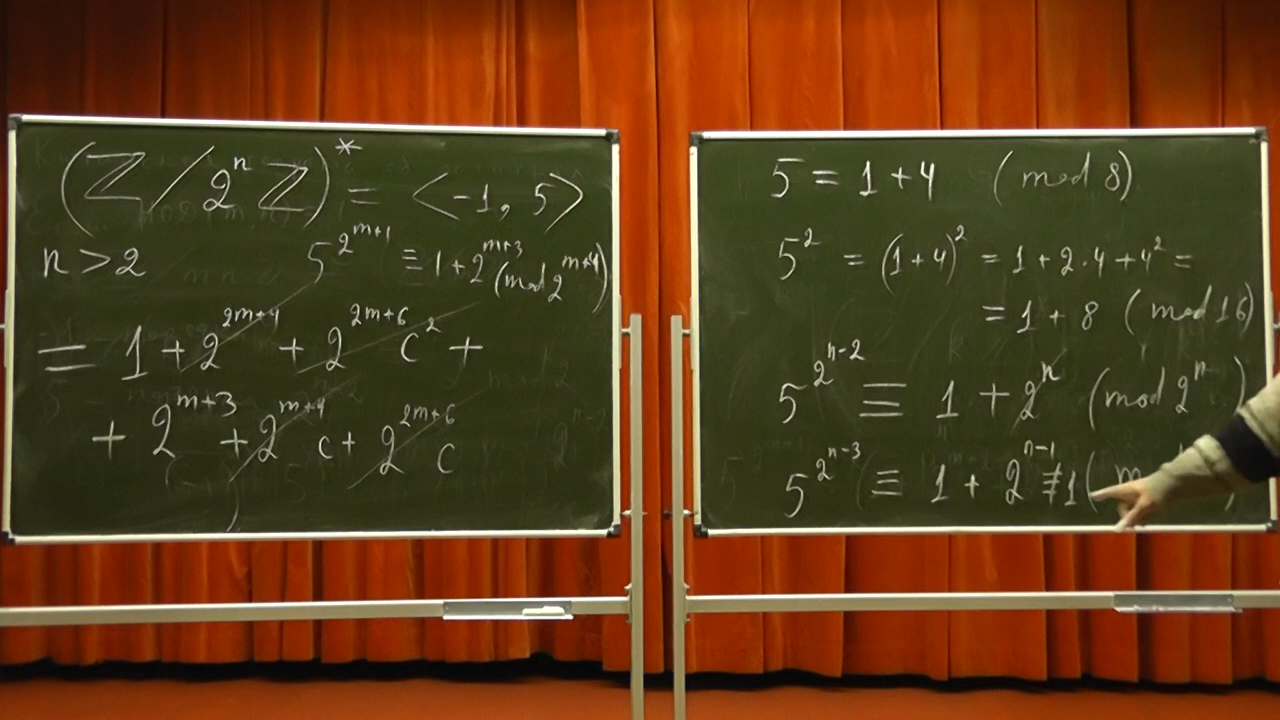 (ℤ/2ⁿℤ)* = <-1, 5>
n > 2   5^{2^{m+1}} ≡ 1 + 2^{m+3} (mod 2^{m+4})
= 1 + 2^{2m+4} + 2^{2m+6} c² +
+ 2^{m+3} + 2^{m+4} c + 2^{2m+6} c
5 = 1 + 4 (mod 8)
5² = (1+4)² = 1 + 2·4 + 4² =
= 1 + 8 (mod 16)
5^{2^{n-2}} ≡ 1 + 2ⁿ (mod 2ⁿ)
5^{2^{n-3}} ≡ 1 + 2^{n-1} ≢ 1 (m